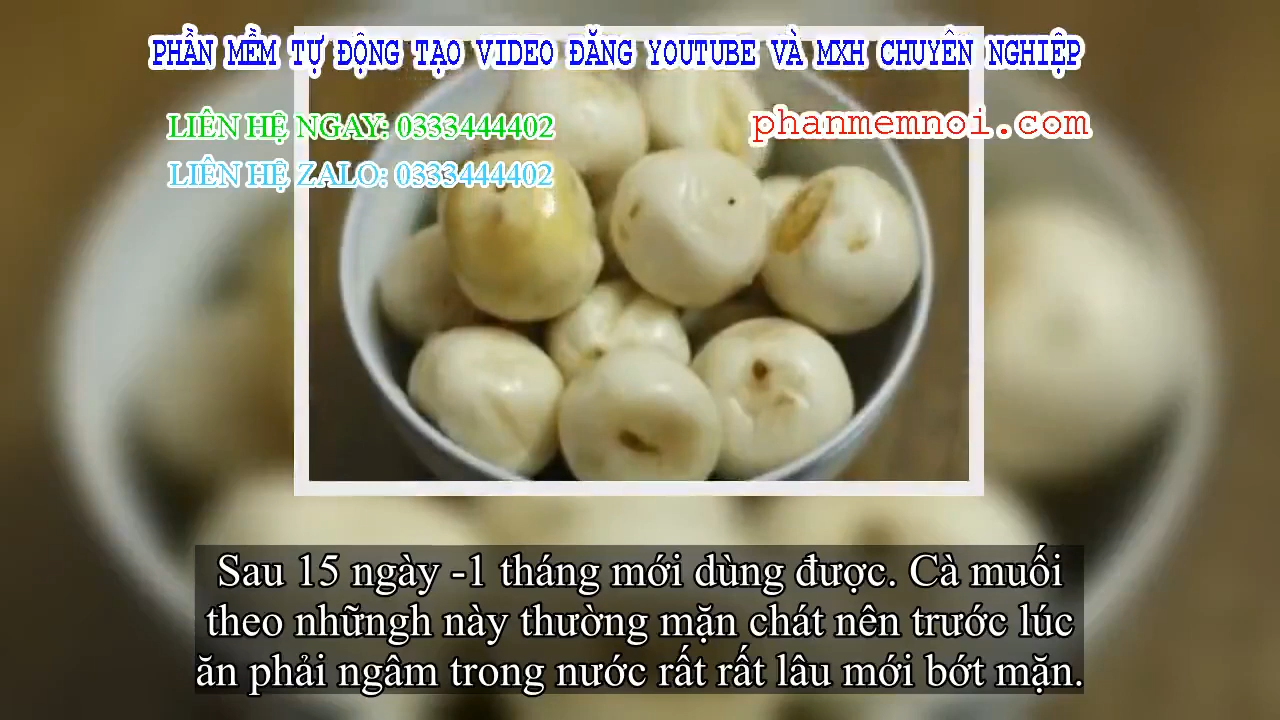 PHẦN MỀM TỰ ĐỘNG TẠO VIDEO ĐĂNG YOUTUBE VÀ MXH CHUYÊN NGHIỆP
LIÊN HỆ NGAY: 0333444402
phanmemnoi.com
LIÊN HỆ ZALO: 0333444402
Sau 15 ngày -1 tháng mới dùng được. Cà muối
theo nhữngh này thường mặn chát nên trước lúc
ăn phải ngâm trong nước rất rất lâu mới bớt mặn.